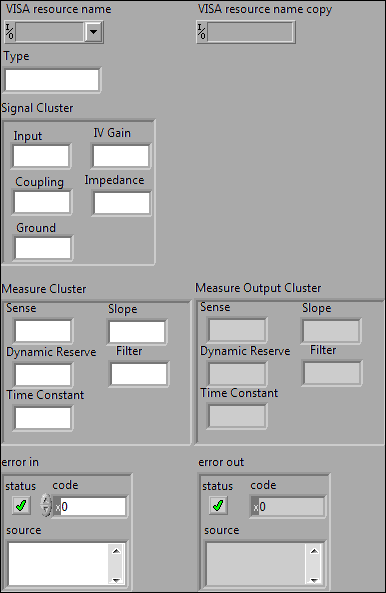 VISA resource name
VISA resource name copy
I/O
I/O
Type
Signal Cluster
Input
IV Gain
Coupling
Impedance
Ground
Measure Cluster
Sense
Slope
Dynamic Reserve
Filter
Time Constant
Measure Output Cluster
Sense
Slope
Dynamic Reserve
Filter
Time Constant
error in
status
code
x0
source
error out
status
code
x0
source